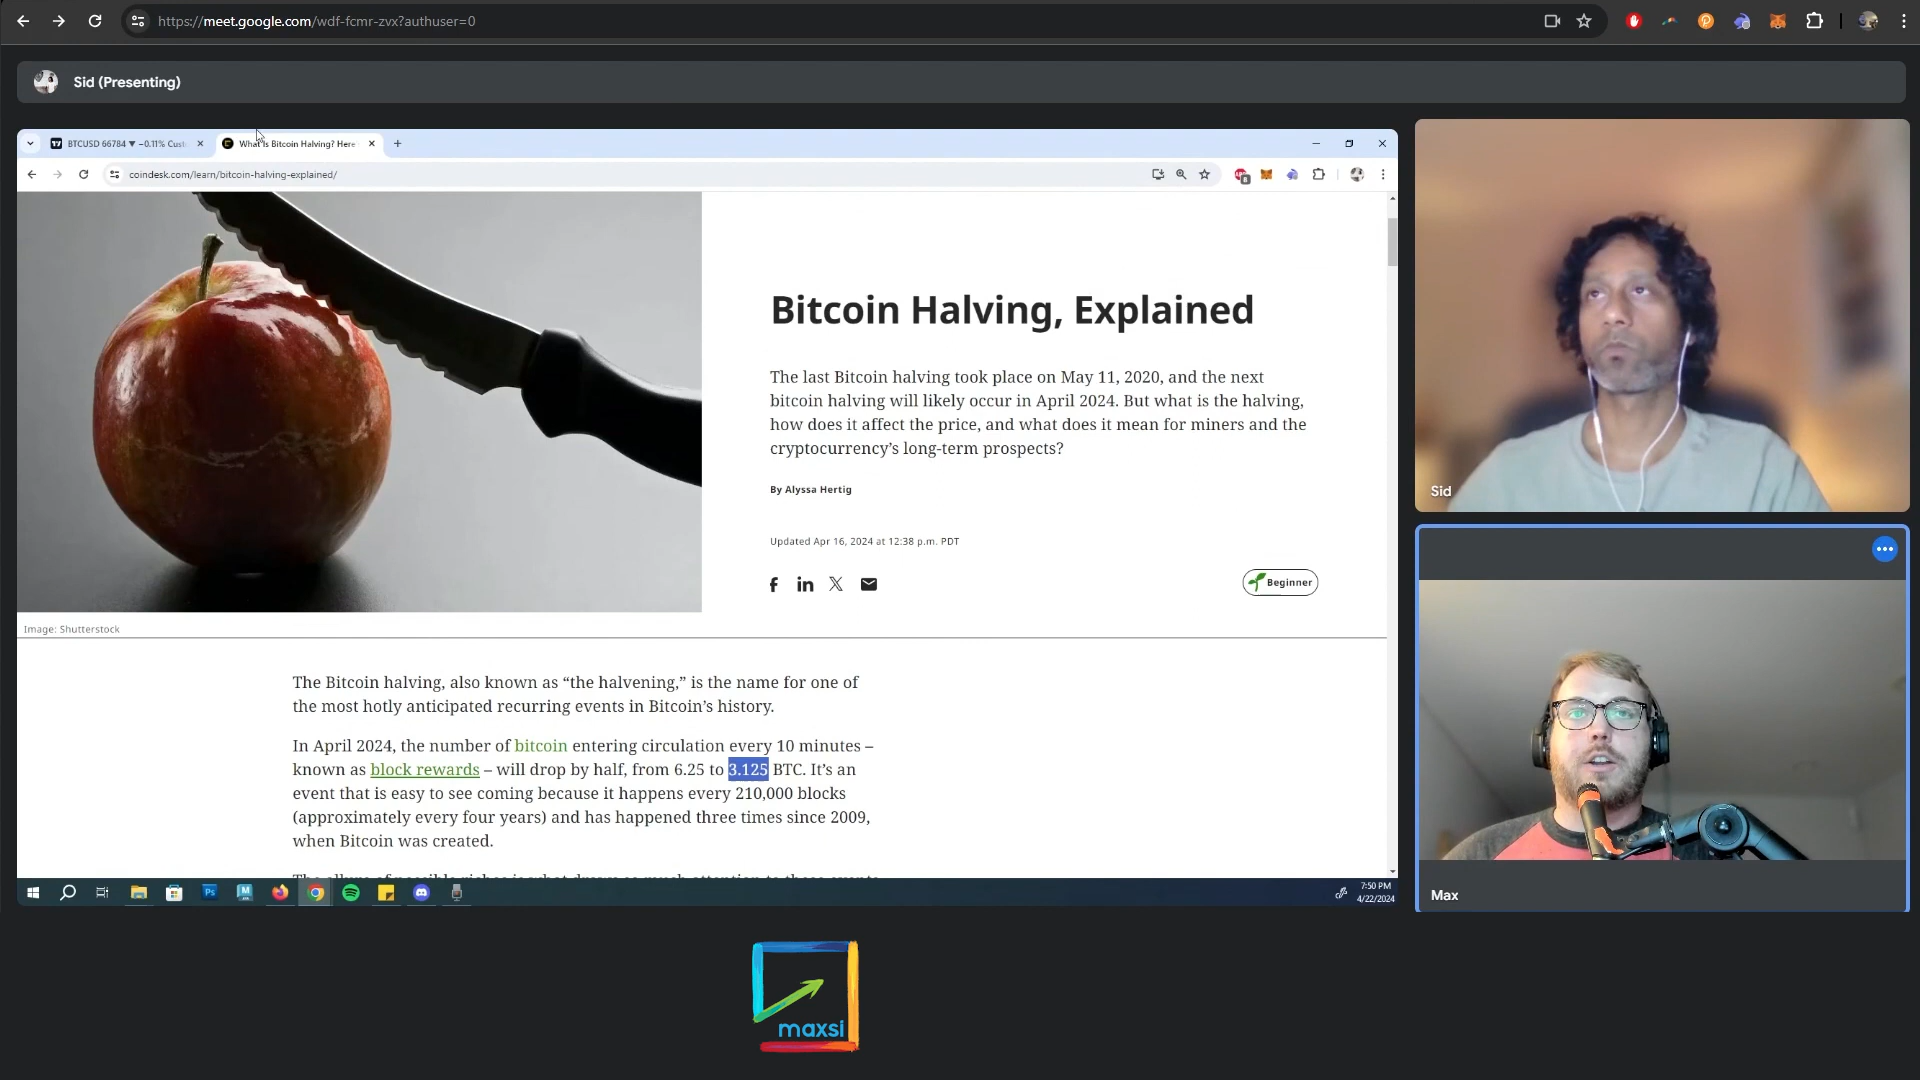 https://meet.google.com/wdf-fcmr-zvx?authuser=0
Sid (Presenting)
BTCUSD 66784 ▼ −0.11% Cust
What Is Bitcoin Halving? Here
coindesk.com/learn/bitcoin-halving-explained/
Bitcoin Halving, Explained
The last Bitcoin halving took place on May 11, 2020, and the next
bitcoin halving will likely occur in April 2024. But what is the halving,
how does it affect the price, and what does it mean for miners and the
cryptocurrency’s long-term prospects?
By Alyssa Hertig
Updated Apr 16, 2024 at 12:38 p.m. PDT
Beginner
Image: Shutterstock
The Bitcoin halving, also known as “the halvening,” is the name for one of
the most hotly anticipated recurring events in Bitcoin’s history.
In April 2024, the number of bitcoin entering circulation every 10 minutes –
known as block rewards – will drop by half, from 6.25 to 3.125 BTC. It’s an
event that is easy to see coming because it happens every 210,000 blocks
(approximately every four years) and has happened three times since 2009,
when Bitcoin was created.
Ps
7:50 PM
4/22/2024
Sid
Max
maxsi